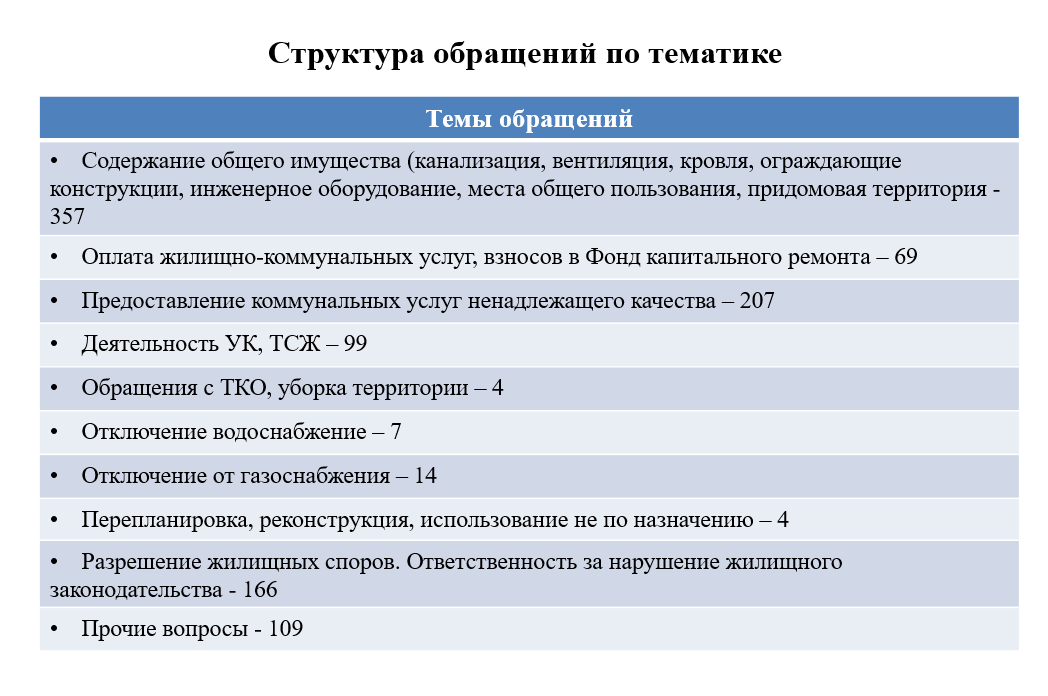 Структура обращений по тематике
Темы обращений
• Содержание общего имущества (канализация, вентиляция, кровля, ограждающие
конструкции, инженерное оборудование, места общего пользования, придомовая территория -
357
• Оплата жилищно-коммунальных услуг, взносов в Фонд капитального ремонта – 69
• Предоставление коммунальных услуг ненадлежащего качества – 207
• Деятельность УК, ТСЖ – 99
• Обращения с ТКО, уборка территории – 4
• Отключение водоснабжение – 7
• Отключение от газоснабжения – 14
• Перепланировка, реконструкция, использование не по назначению – 4
• Разрешение жилищных споров. Ответственность за нарушение жилищного
законодательства - 166
• Прочие вопросы - 109